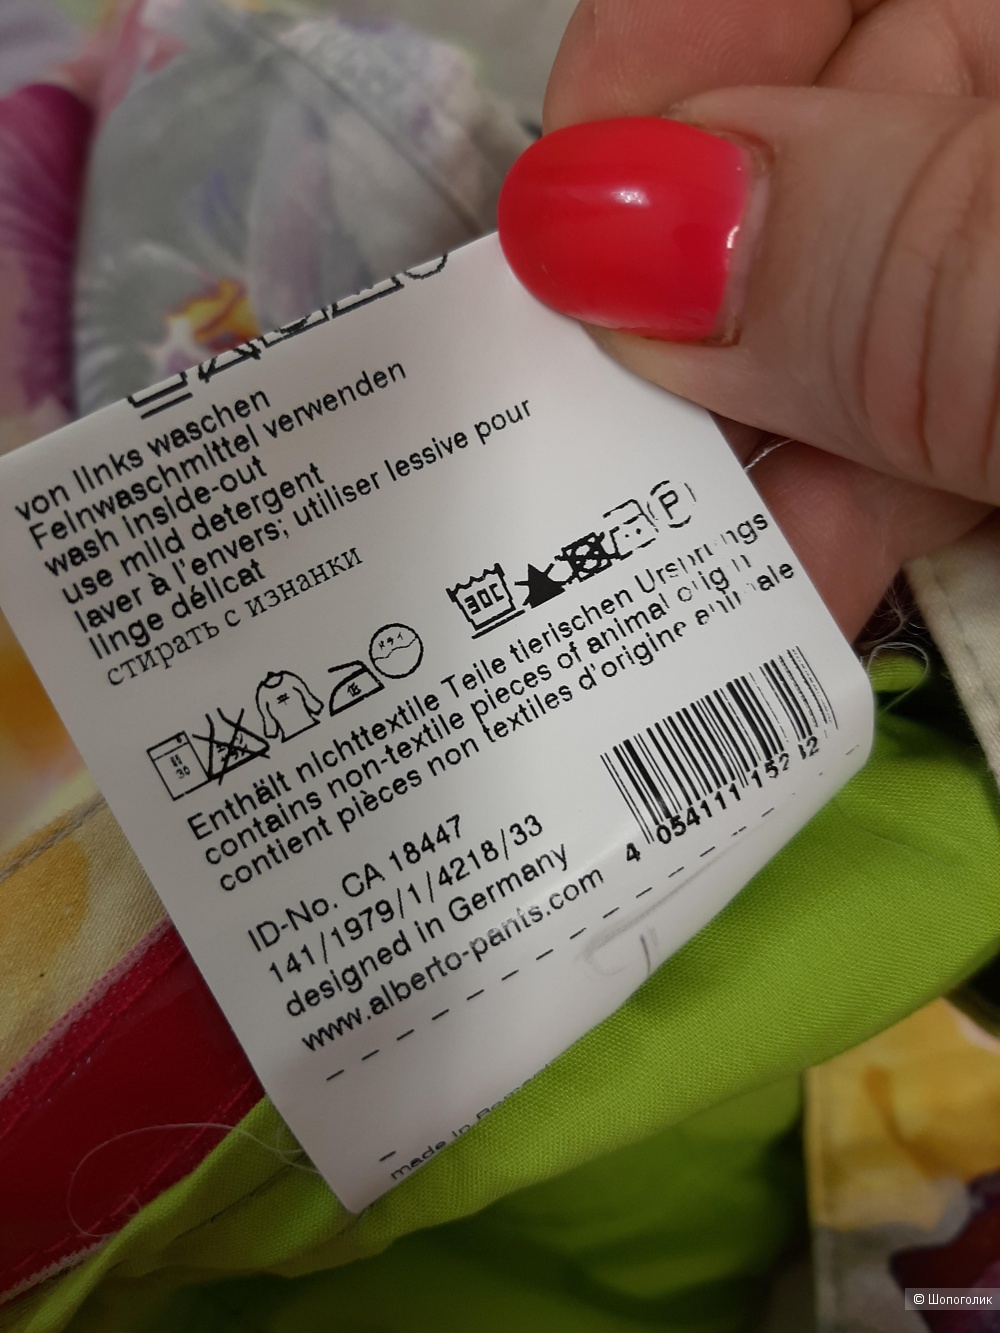 von links waschen
Feinwaschmittel verwenden
wash inside-out
use mild detergent
laver à l'envers; utiliser lessive pour
linge délicat
стирать с изнанки
30C
P
Enthält nichttextile Teile tierischen Ursprungs
contains non-textile pieces of animal origin
contient pièces non textiles d'origine animale
ID-No. CA 18447
141/1979/1/4218/33
designed in Germany
www.alberto-pants.com
4 054111 152
made in
© Шопоголик